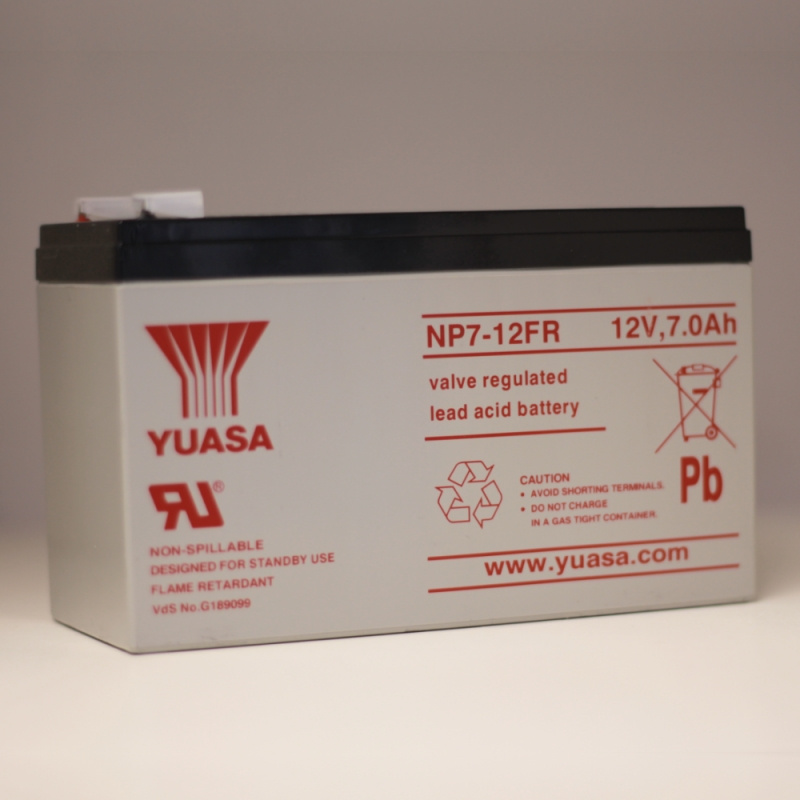 YUASA
RU®
NON-SPILLABLE
DESIGNED FOR STANDBY USE
FLAME RETARDANT
VdS No.G189099
NP7-12FR 12V,7.0Ah
valve regulated
lead acid battery
CAUTION
• AVOID SHORTING TERMINALS.
• DO NOT CHARGE
IN A GAS TIGHT CONTAINER.
Pb
www.yuasa.com